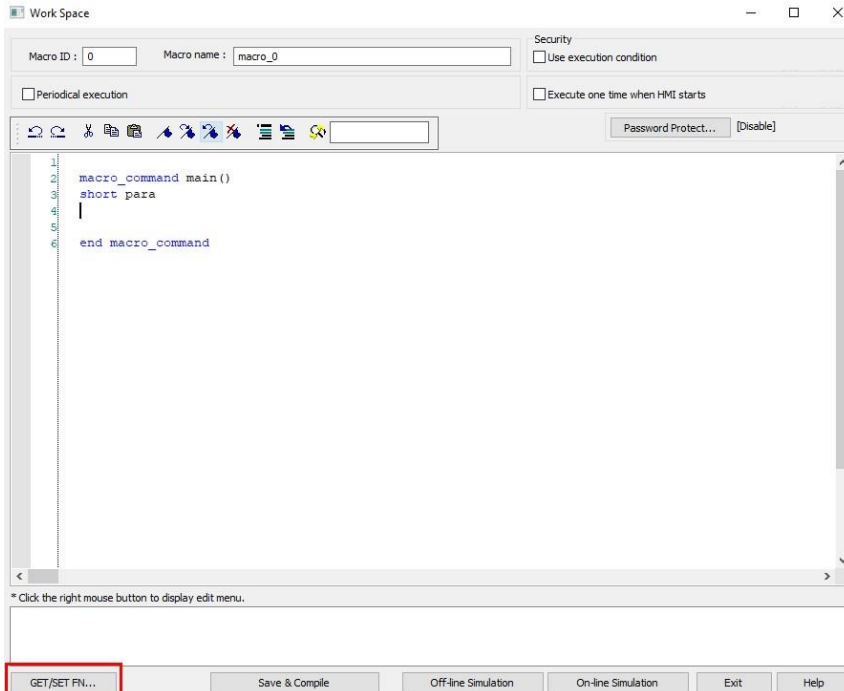 Work Space
Security
Macro ID : 0 Macro name : macro_0
Use execution condition
Periodical execution
Execute one time when HMI starts
Password Protect... [Disable]
1
2 macro_command main()
3 short para
4
5
6 end macro_command
* Click the right mouse button to display edit menu.
GET/SET FN... Save & Compile Off-line Simulation On-line Simulation Exit Help